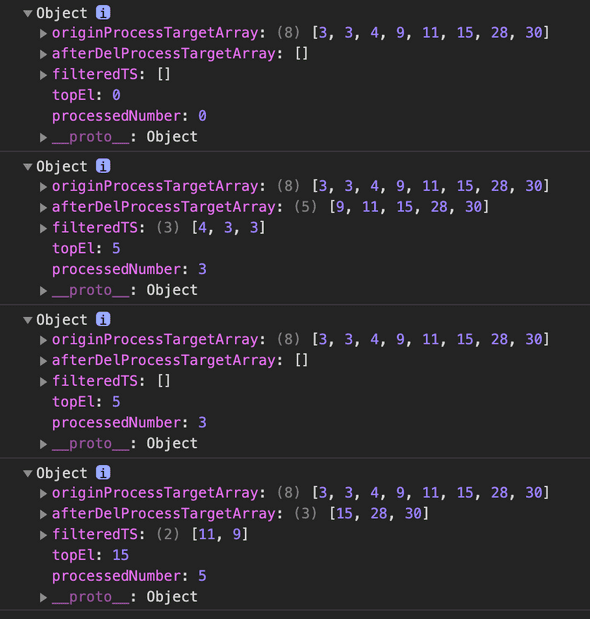 Object i
originProcessTargetArray: (8) [3, 3, 4, 9, 11, 15, 28, 30]
afterDelProcessTargetArray: []
filteredTS: []
topEl: 0
processedNumber: 0
__proto__: Object
Object i
originProcessTargetArray: (8) [3, 3, 4, 9, 11, 15, 28, 30]
afterDelProcessTargetArray: (5) [9, 11, 15, 28, 30]
filteredTS: (3) [4, 3, 3]
topEl: 5
processedNumber: 3
__proto__: Object
Object i
originProcessTargetArray: (8) [3, 3, 4, 9, 11, 15, 28, 30]
afterDelProcessTargetArray: []
filteredTS: []
topEl: 5
processedNumber: 3
__proto__: Object
Object i
originProcessTargetArray: (8) [3, 3, 4, 9, 11, 15, 28, 30]
afterDelProcessTargetArray: (3) [15, 28, 30]
filteredTS: (2) [11, 9]
topEl: 15
processedNumber: 5
__proto__: Object